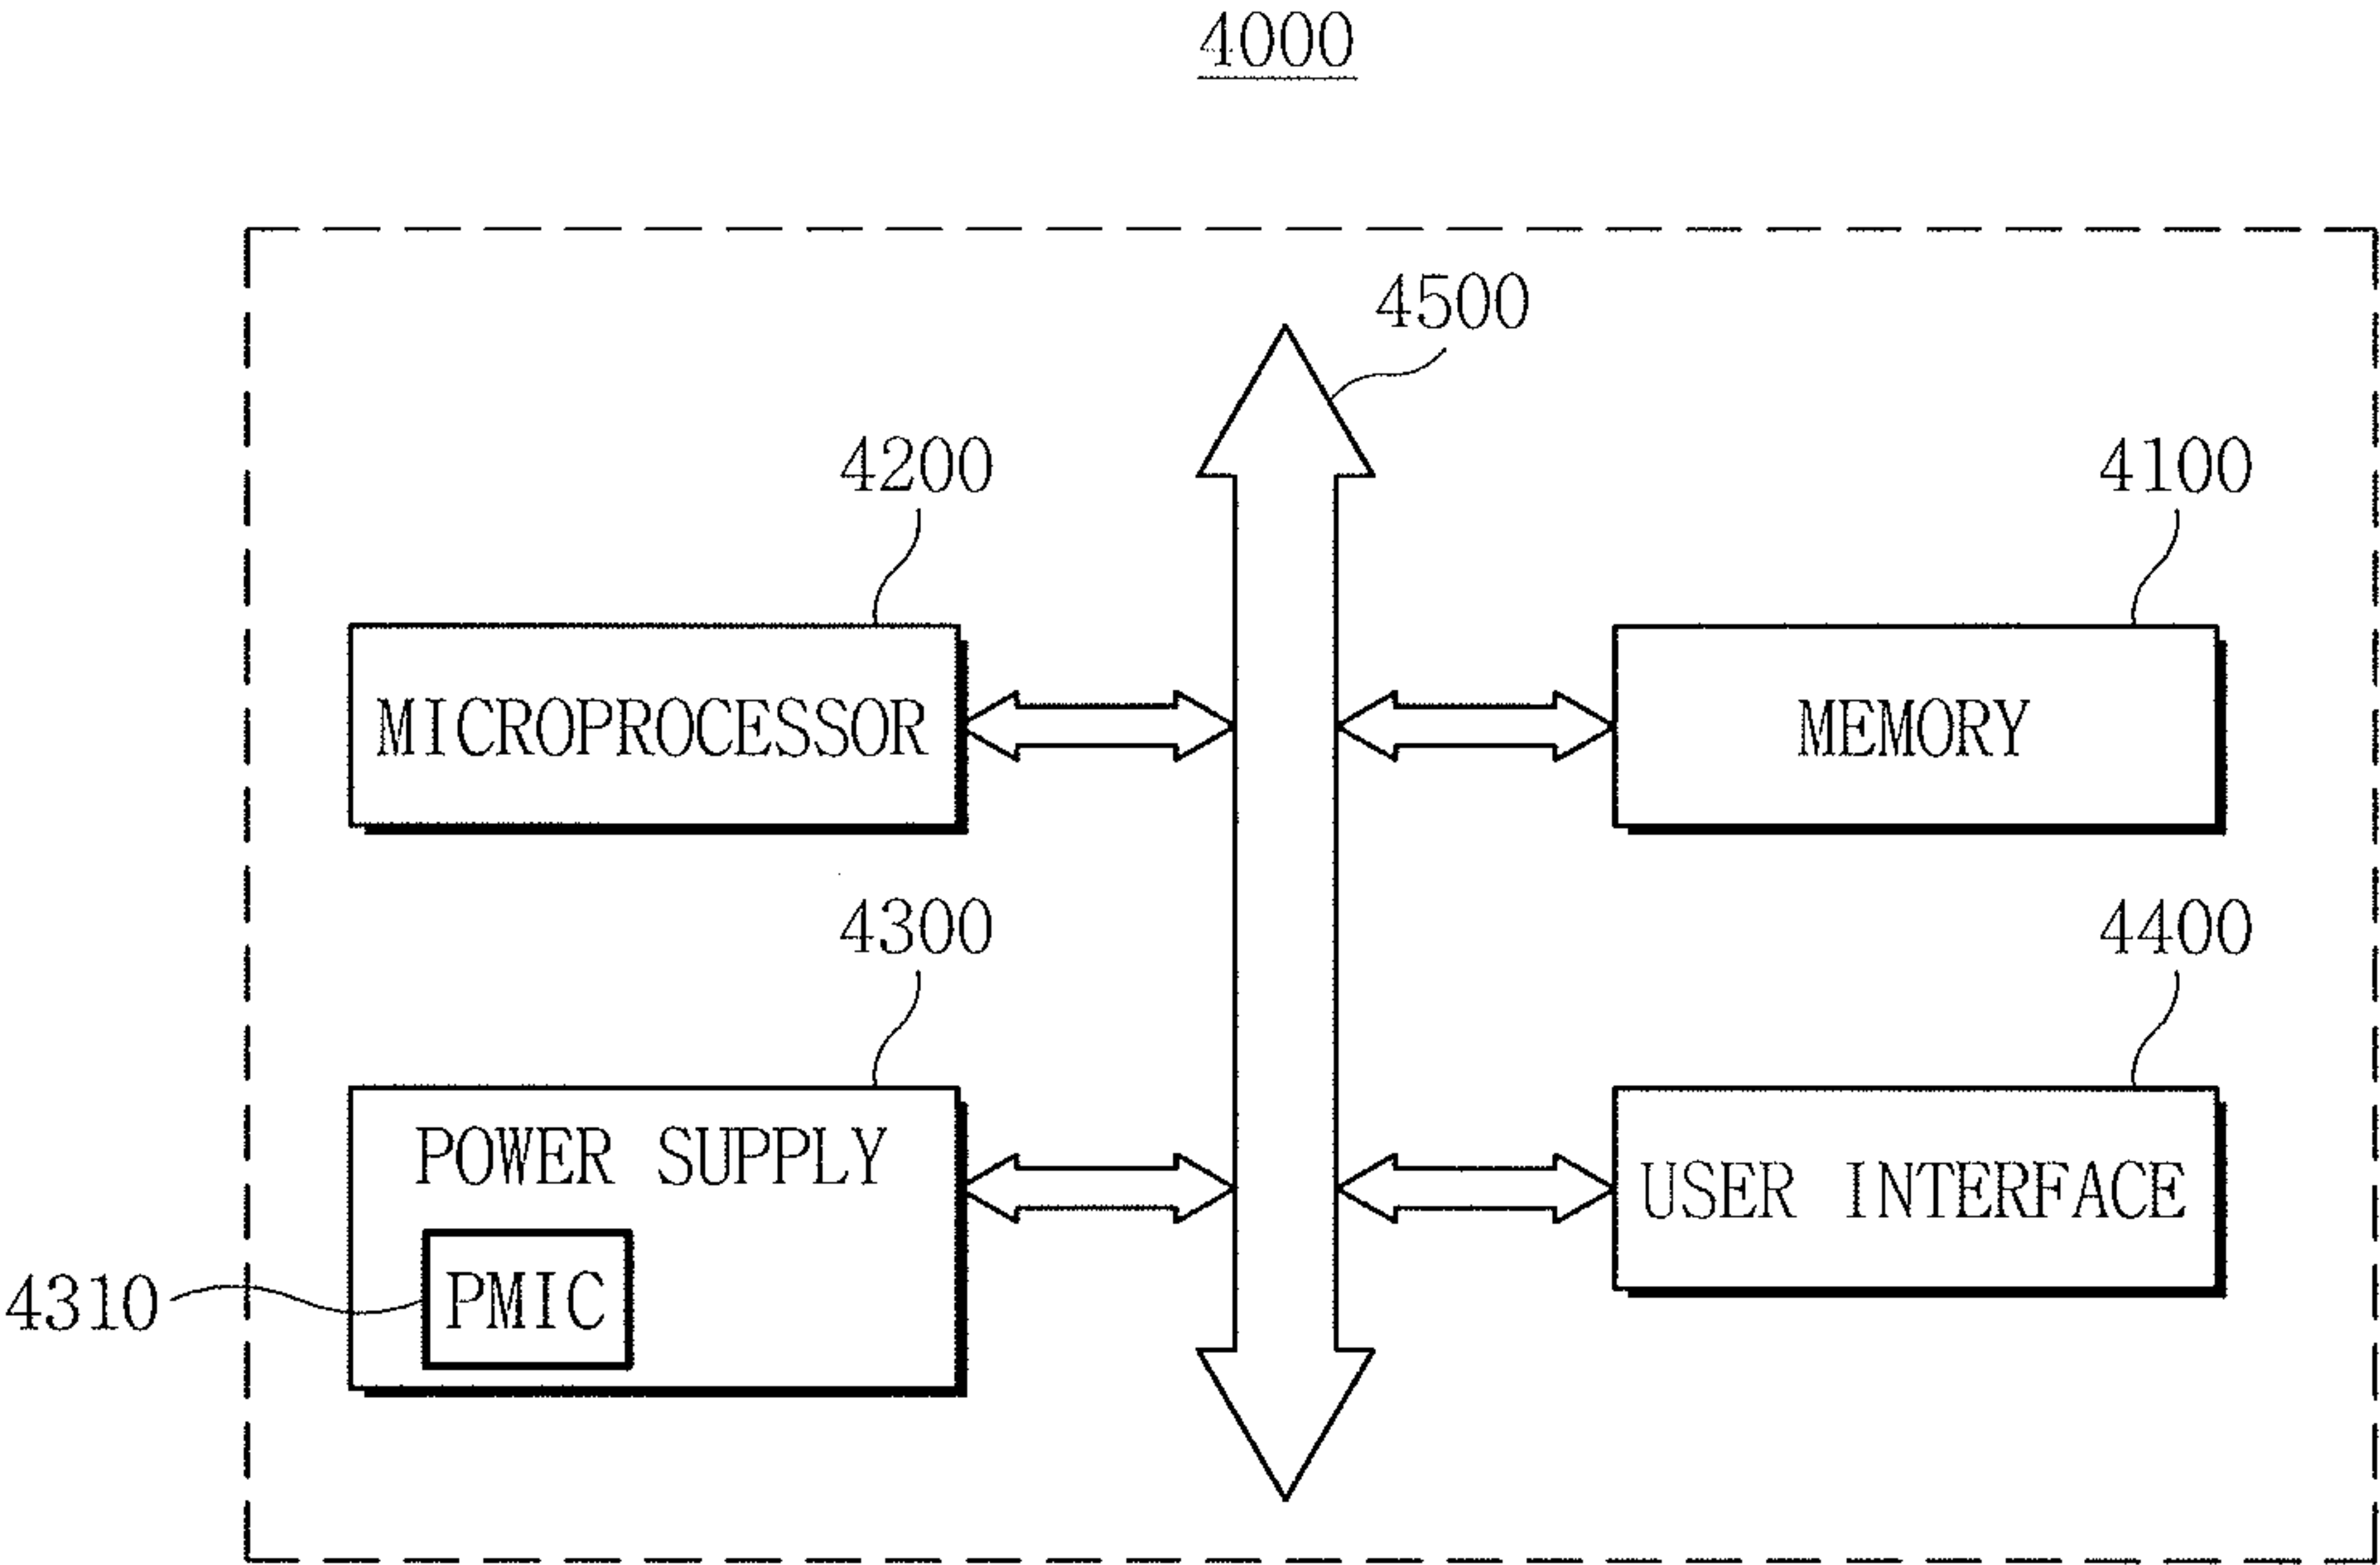 4000
4500
4200
4100
MICROPROCESSOR
MEMORY
4300
4400
POWER SUPPLY
USER INTERFACE
4310
PMIC